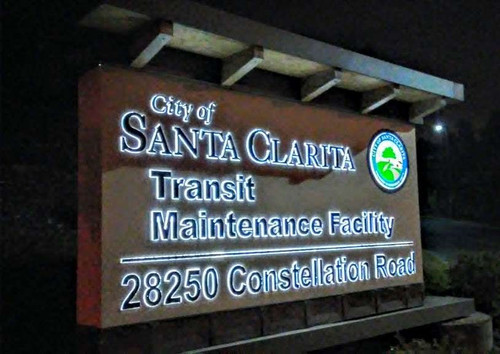 City of
SANTA CLARITA
Transit
Maintenance Facility
28250 Constellation Road